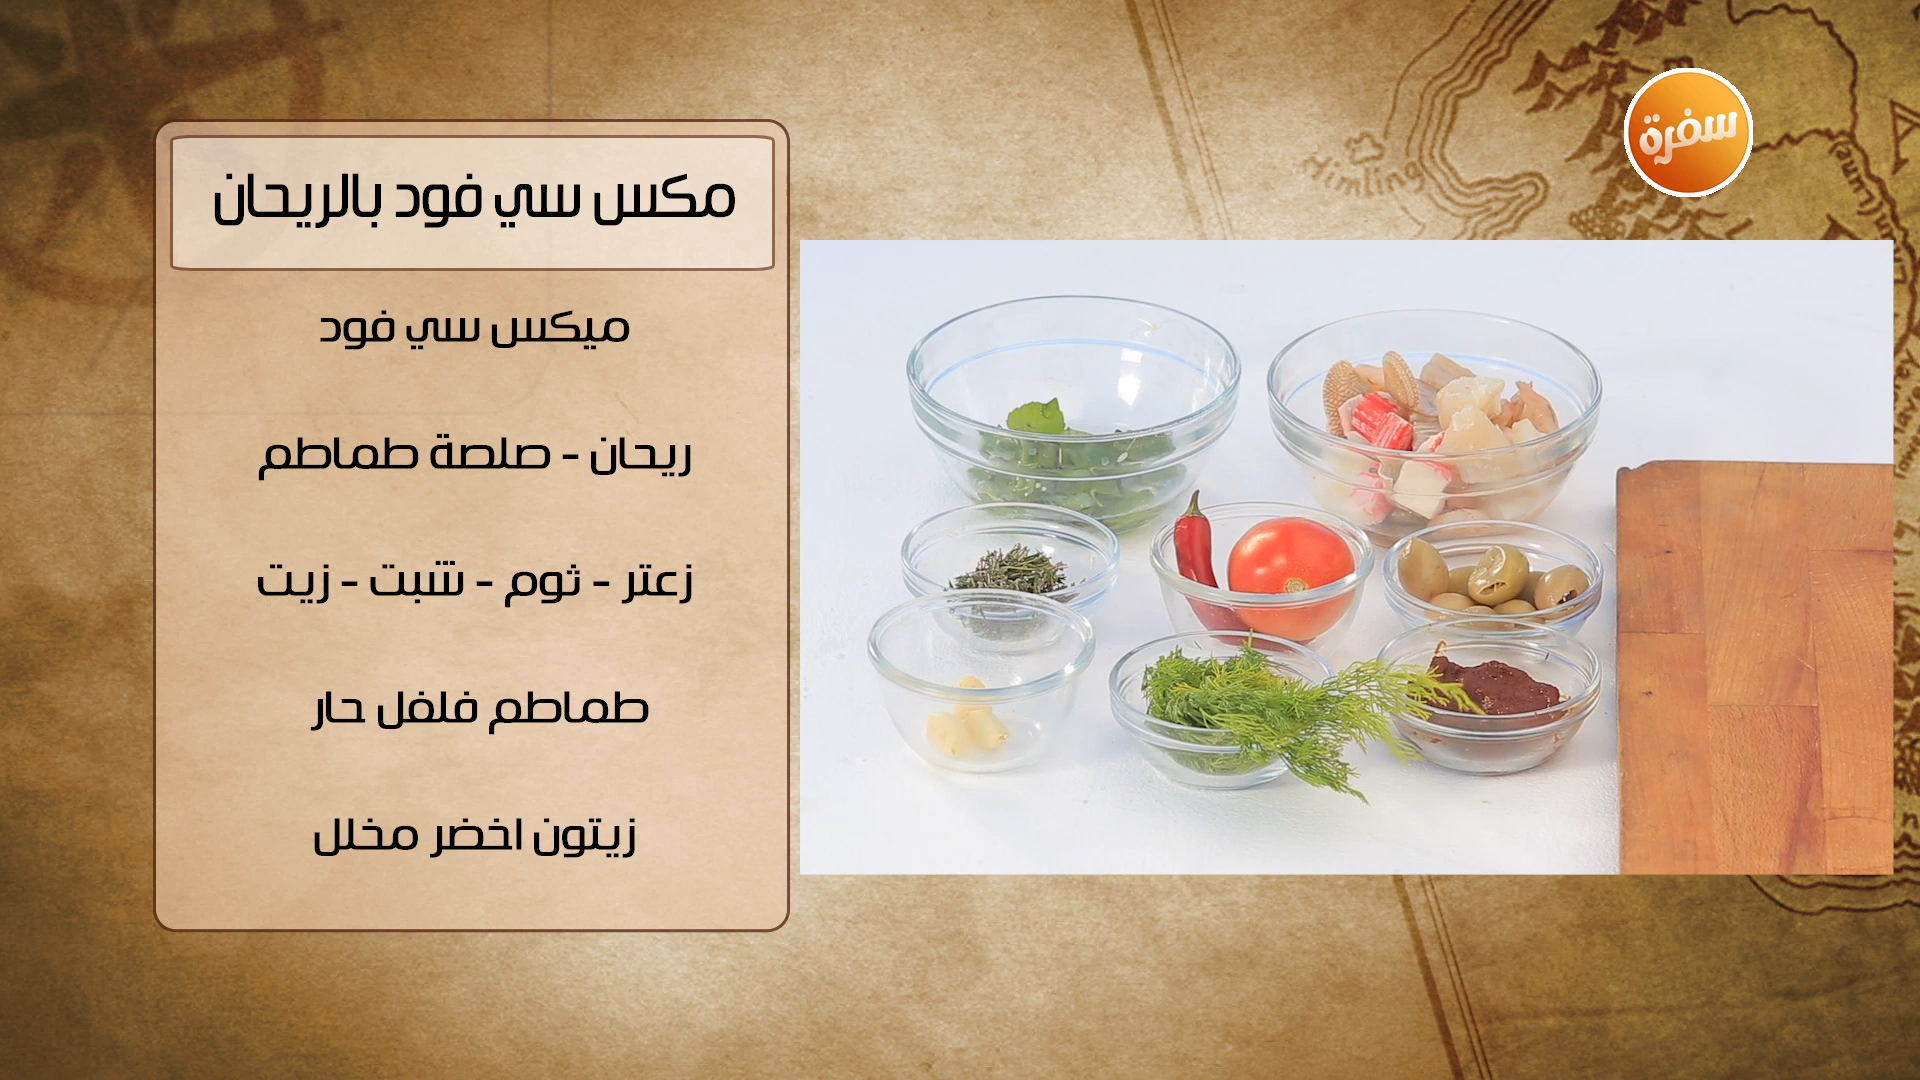 مكس سي فود بالريحان
ميكس سي فود
ريحان - صلصة طماطم
زعتر - ثوم - شبت - زيت
طماطم فلفل حار
زيتون اخضر مخلل
سفرة
Himling